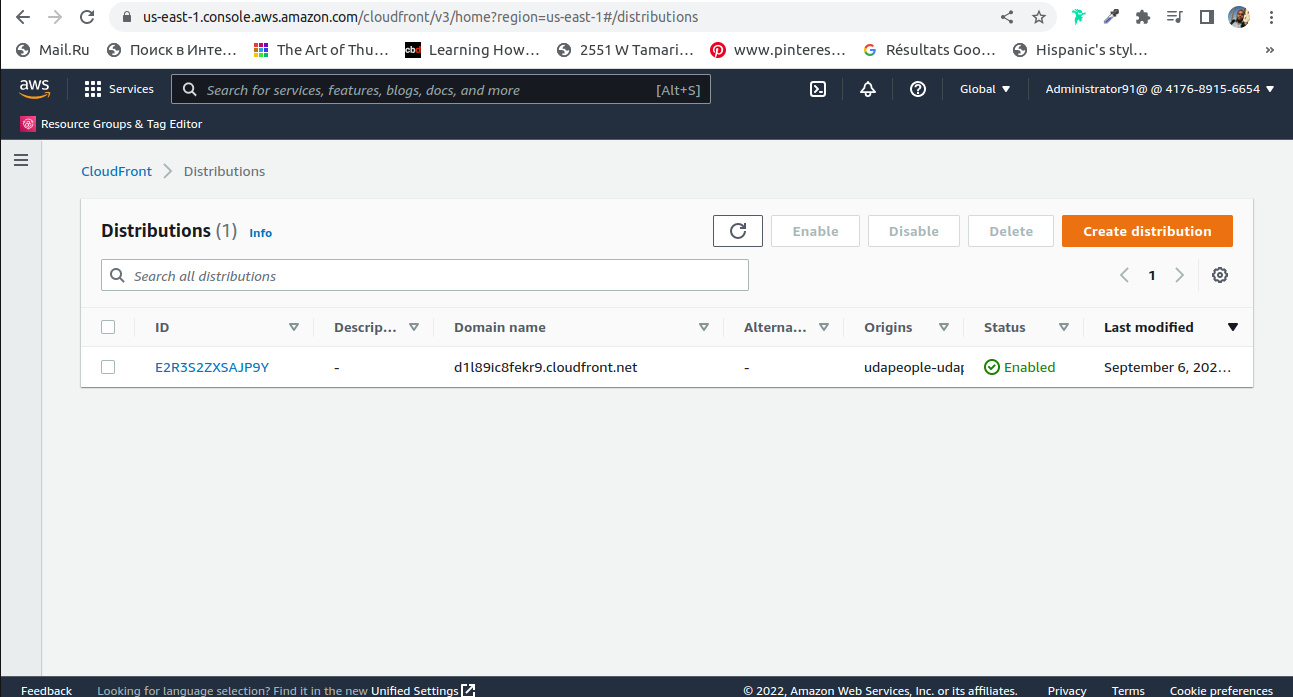 us-east-1.console.aws.amazon.com/cloudfront/v3/home?region=us-east-1#/distributions
Mail.Ru Поиск в Инте... The Art of Thu... cbd Learning How... 2551 W Tamari... www.pinteres... Résultats Goo... Hispanic's styl... »
aws Services Search for services, features, blogs, docs, and more [Alt+S] Global Administrator91@ @ 4176-8915-6654
Resource Groups & Tag Editor
CloudFront Distributions
Distributions (1) Info Enable Disable Delete Create distribution
Search all distributions 1
ID Descrip... Domain name Alterna... Origins Status Last modified
E2R3S2ZXSAJP9Y - d1l89ic8fekr9.cloudfront.net - udapeople-udap Enabled September 6, 202...
Feedback Looking for language selection? Find it in the new Unified Settings © 2022, Amazon Web Services, Inc. or its affiliates. Privacy Terms Cookie preferences